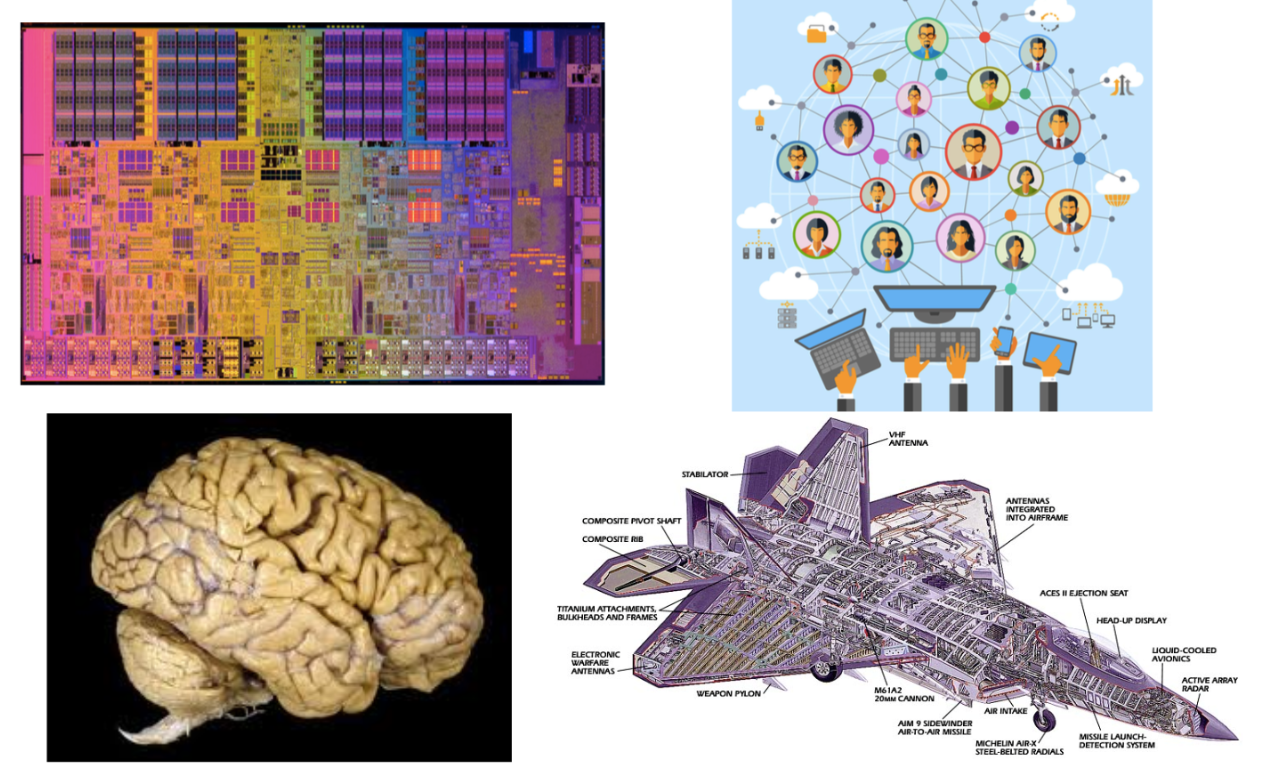 VHF
ANTENNA
STABILATOR
ANTENNAS
INTEGRATED
INTO AIRFRAME
COMPOSITE PIVOT SHAFT
COMPOSITE RIB
ACES II EJECTION SEAT
TITANIUM ATTACHMENTS,
BULKHEADS AND FRAMES
HEAD-UP DISPLAY
ELECTRONIC
WARFARE
ANTENNAS
LIQUID-COOLED
AVIONICS
ACTIVE ARRAY
RADAR
WEAPON PYLON
M61A2
20MM CANNON
AIR INTAKE
AIM 9 SIDEWINDER
AIR-TO-AIR MISSILE
MISSILE LAUNCH-
DETECTION SYSTEM
MICHELIN AIR-X
STEEL-BELTED RADIALS